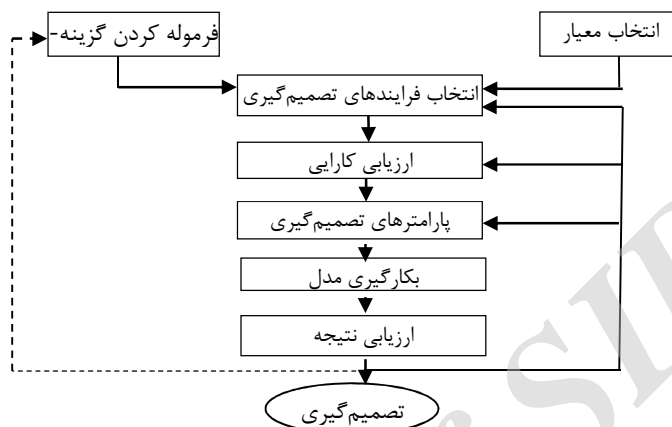 فرموله کردن گزینه-
انتخاب معیار
انتخاب فرایندهای تصمیم‌گیری
ارزیابی کارایی
پارامترهای تصمیم‌گیری
بکارگیری مدل
ارزیابی نتیجه
تصمیم‌گیری